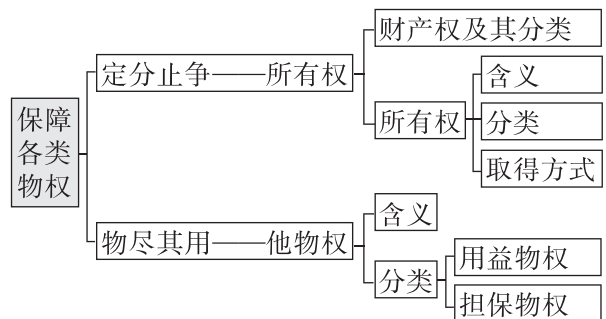 保障
各类
物权
定分止争——所有权
财产权及其分类
所有权
含义
分类
取得方式
物尽其用——他物权
含义
分类
用益物权
担保物权